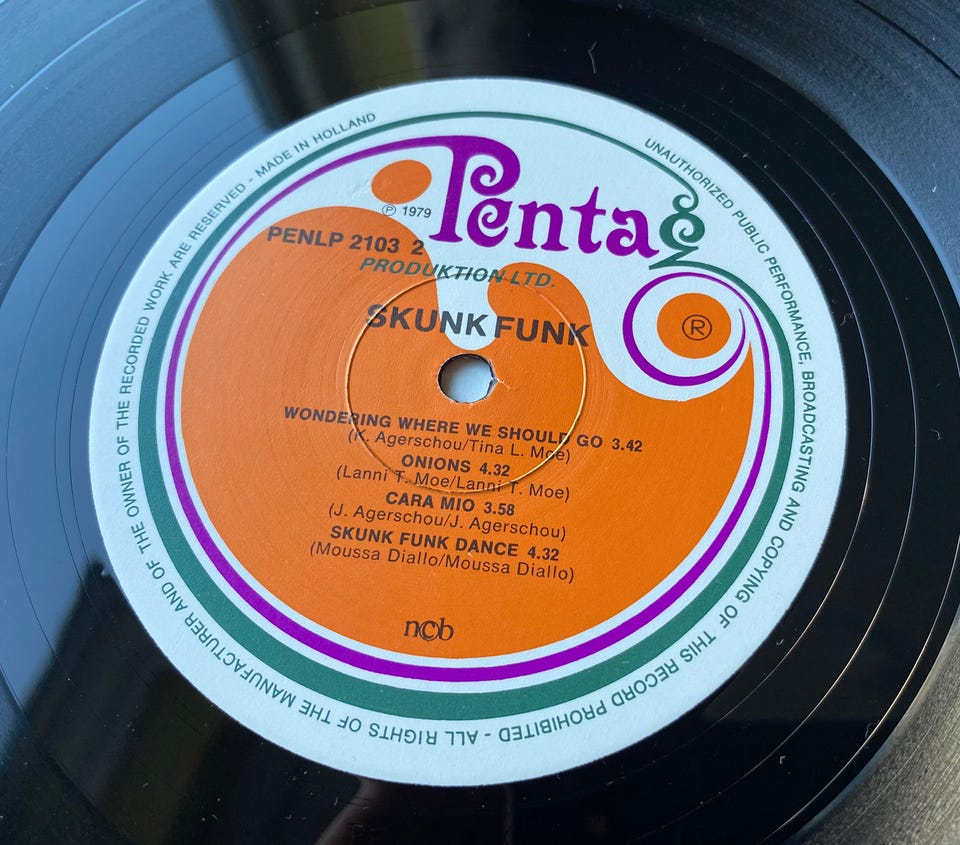 Pentag
℗ 1979
PENLP 2103 2
PRODUKTION LTD.
®
SKUNK FUNK
WONDERING WHERE WE SHOULD GO 3.42
(K. Agerschou/Tina L. Moe)
ONIONS 4.32
(Lanni T. Moe/Lanni T. Moe)
CARA MIO 3.58
(J. Agerschou/J. Agerschou)
SKUNK FUNK DANCE 4.32
(Moussa Diallo/Moussa Diallo)
ncb
UNAUTHORIZED PUBLIC PERFORMANCE, BROADCASTING AND COPYING OF THIS RECORD PROHIBITED - ALL RIGHTS OF THE MANUFACTURER AND OF THE OWNER OF THE RECORDED WORK ARE RESERVED - MADE IN HOLLAND